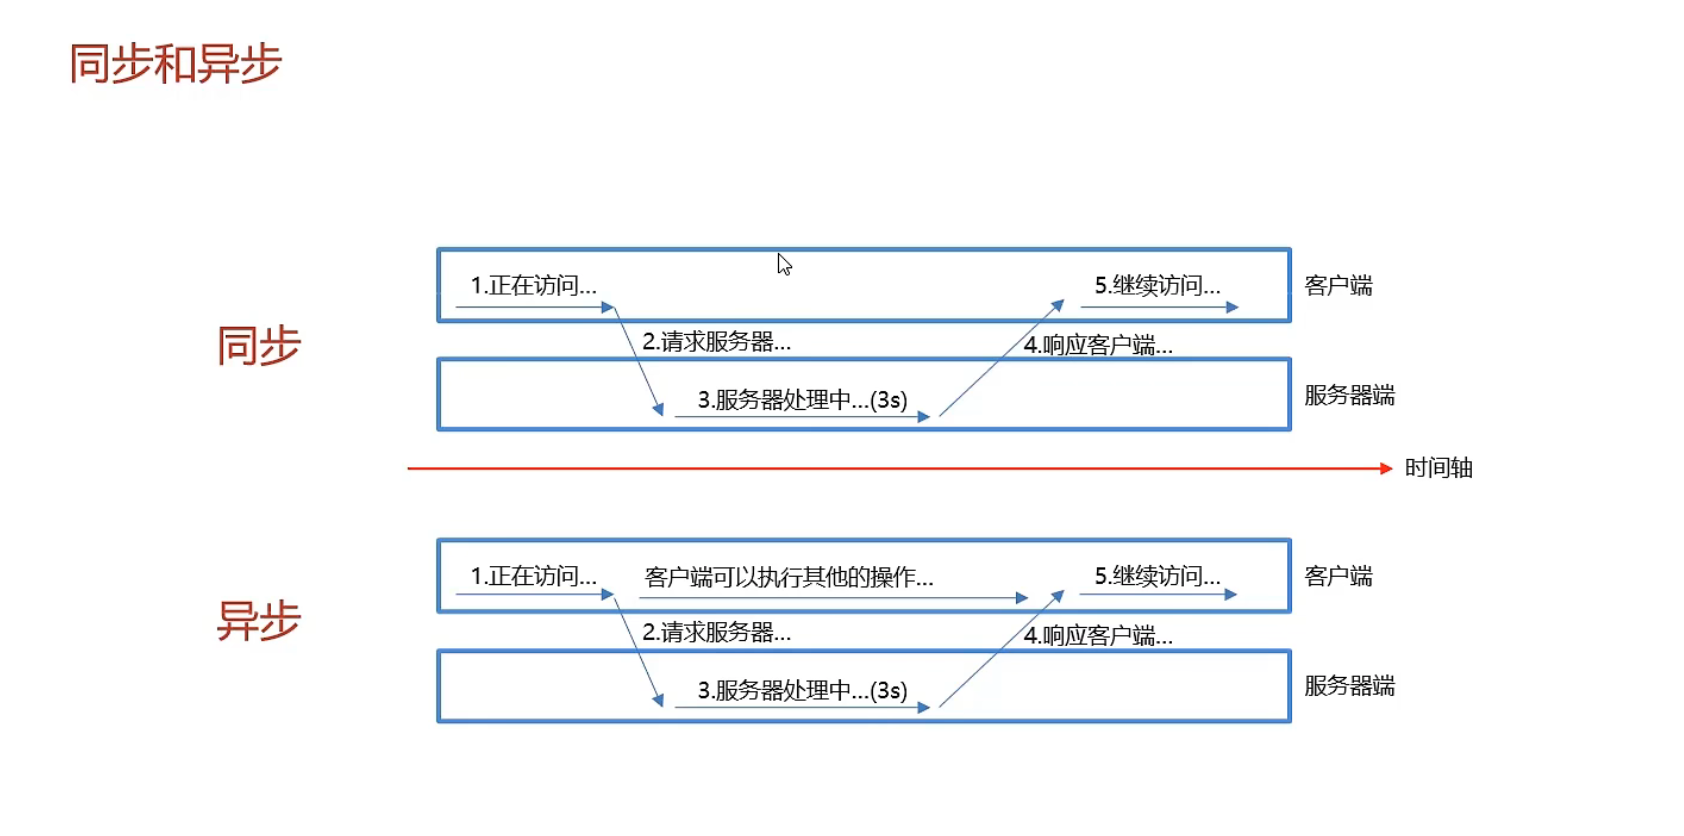 同步和异步
1.正在访问...
5.继续访问...
客户端
同步
2.请求服务器...
4.响应客户端...
3.服务器处理中...(3s)
服务器端
时间轴
1.正在访问...
客户端可以执行其他的操作...
5.继续访问...
客户端
异步
2.请求服务器...
4.响应客户端...
3.服务器处理中...(3s)
服务器端